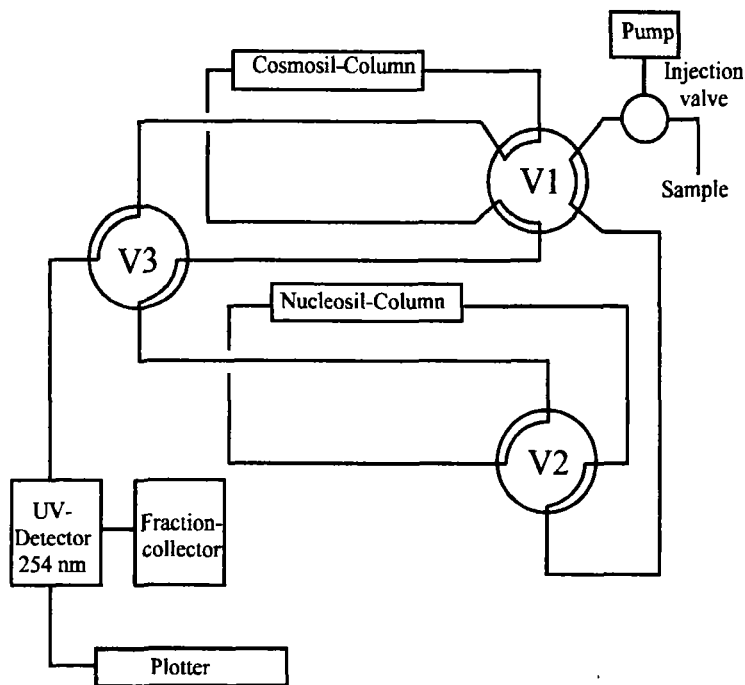 Pump
Cosmosil-Column
Injection
valve
V1
Sample
V3
Nucleosil-Column
V2
UV-
Detector
254 nm
Fraction-
collector
Plotter